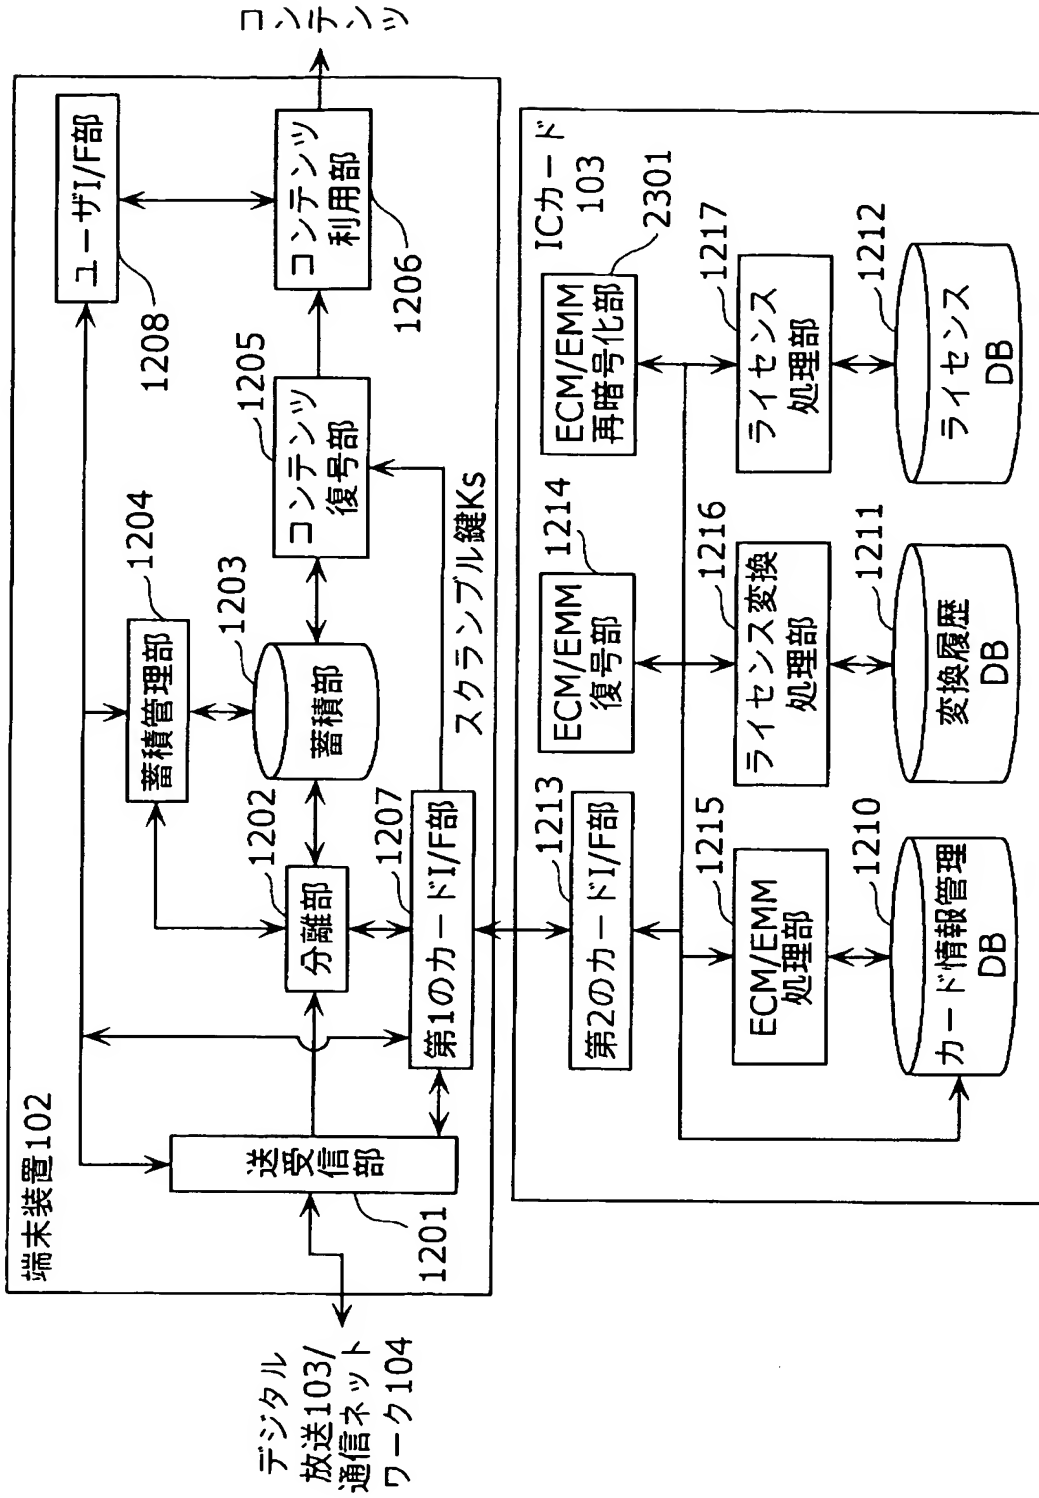 端末装置102
デジタル
放送103/
通信ネット
ワーク104
送受信部
1201
分離部
1202
蓄積部
1203
蓄積管理部
1204
コンテンツ
復号部
1205
コンテンツ
利用部
1206
ユーザI/F部
1208
コンテンツ
第1のカードI/F部
1207
スクランブル鍵Ks
ICカード
103
第2のカードI/F部
1213
ECM/EMM
復号部
1214
ECM/EMM
再暗号化部
2301
ECM/EMM
処理部
1215
ライセンス変換
処理部
1216
ライセンス
処理部
1217
カード情報管理
DB
1210
変換履歴
DB
1211
ライセンス
DB
1212